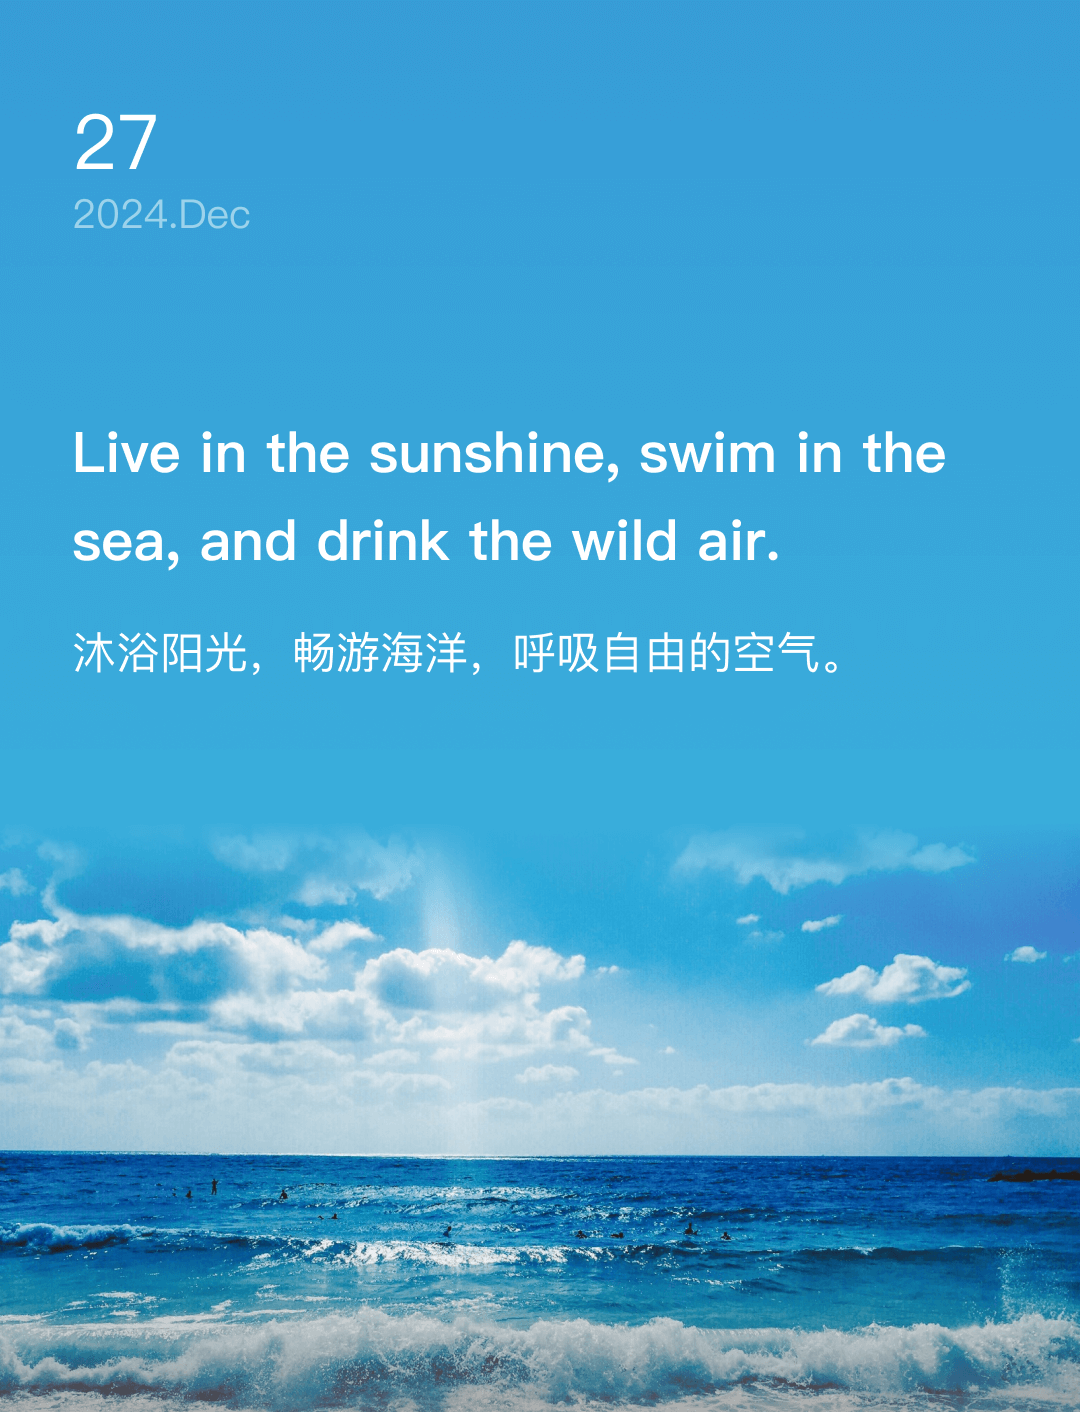 27
2024.Dec
Live in the sunshine, swim in the
sea, and drink the wild air.
沐浴阳光，畅游海洋，呼吸自由的空气。